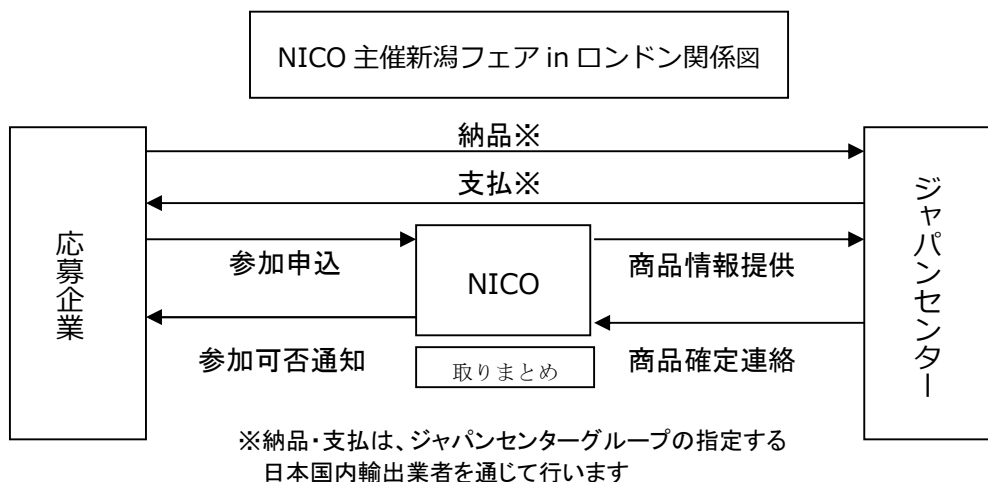 NICO 主催新潟フェア in ロンドン関係図
納品※
支払※
応募企業
参加申込
NICO
商品情報提供
ジャパンセンター
参加可否通知
取りまとめ
商品確定連絡
※納品・支払は、ジャパンセンターグループの指定する
日本国内輸出業者を通じて行います